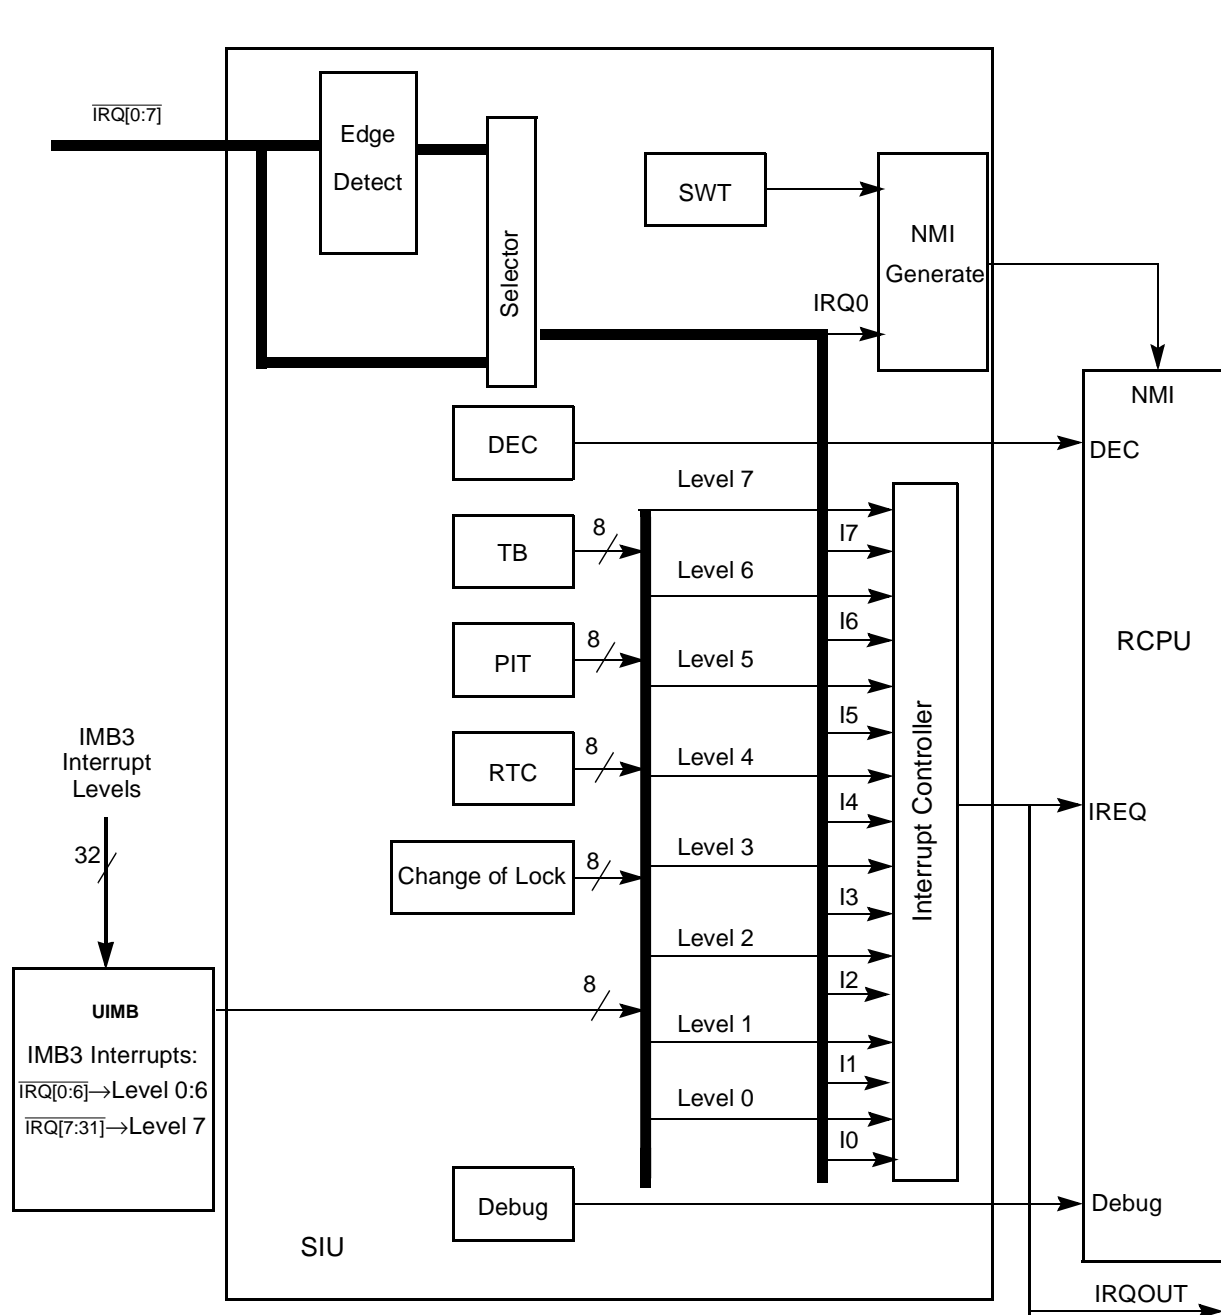 IRQ[0:7]
Edge
Detect
Selector
SWT
NMI
Generate
IRQ0
NMI
DEC
DEC
Level 7
8
TB
I7
Level 6
8
PIT
I6
Level 5
RCPU
I5
IMB3
Interrupt
Levels
8
RTC
Level 4
Interrupt Controller
I4
IREQ
32
8
Change of Lock
Level 3
I3
Level 2
8
I2
UIMB
Level 1
IMB3 Interrupts:
IRQ[0:6]→Level 0:6
IRQ[7:31]→Level 7
I1
Level 0
I0
Debug
Debug
SIU
IRQOUT